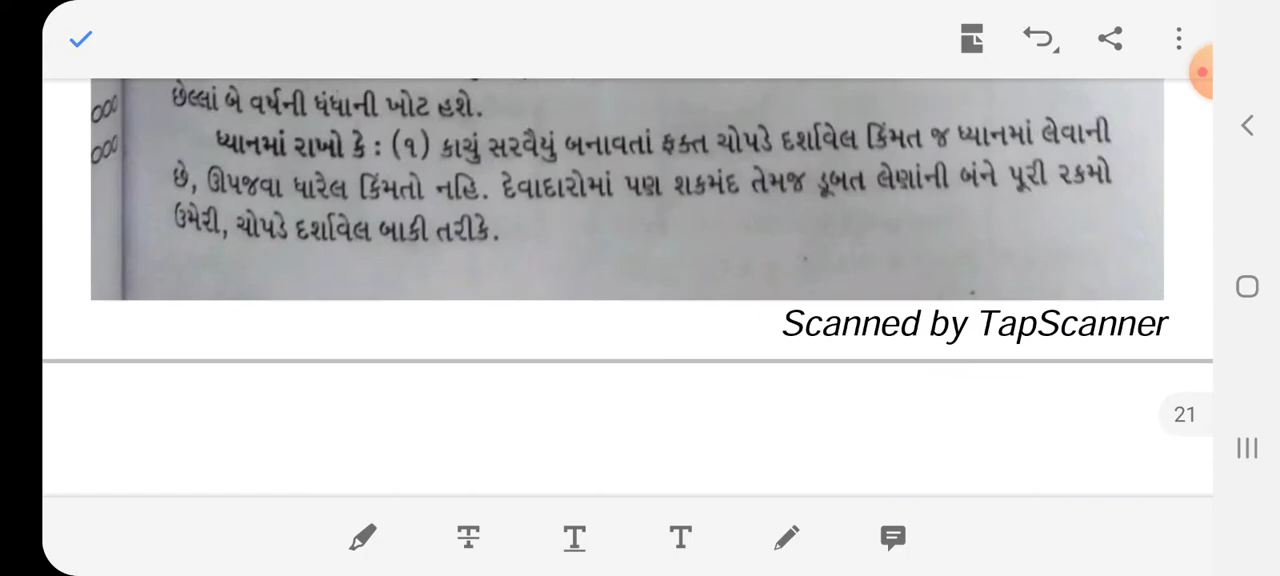 છેલ્લાં બે વર્ષની ધંધાની ખોટ હશે.
ધ્યાનમાં રાખો કે : (૧) કાચું સરવૈયું બનાવતાં ફક્ત ચોપડે દર્શાવેલ કિંમત જ ધ્યાનમાં લેવાની
છે, ઊપજવા ધારેલ કિંમતો નહિ. દેવાદારોમાં પણ શકમંદ તેમજ ડૂબત લેણાંની બંને પૂરી રકમો
ઉમેરી, ચોપડે દર્શાવેલ બાકી તરીકે.
Scanned by TapScanner
21